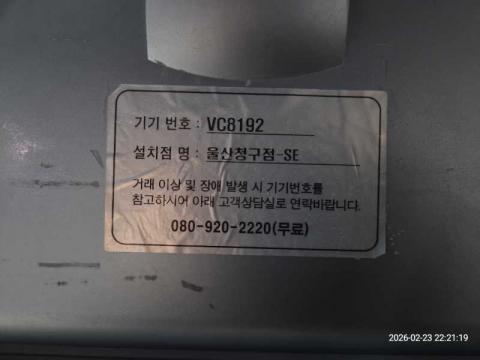 기기 번호 : VC8192
설치점 명 : 울산청구점-SE
거래 이상 및 장애 발생 시 기기번호를
참고하시어 아래 고객상담실로 연락바랍니다.
080-920-2220(무료)
2026-02-23 22:21:19